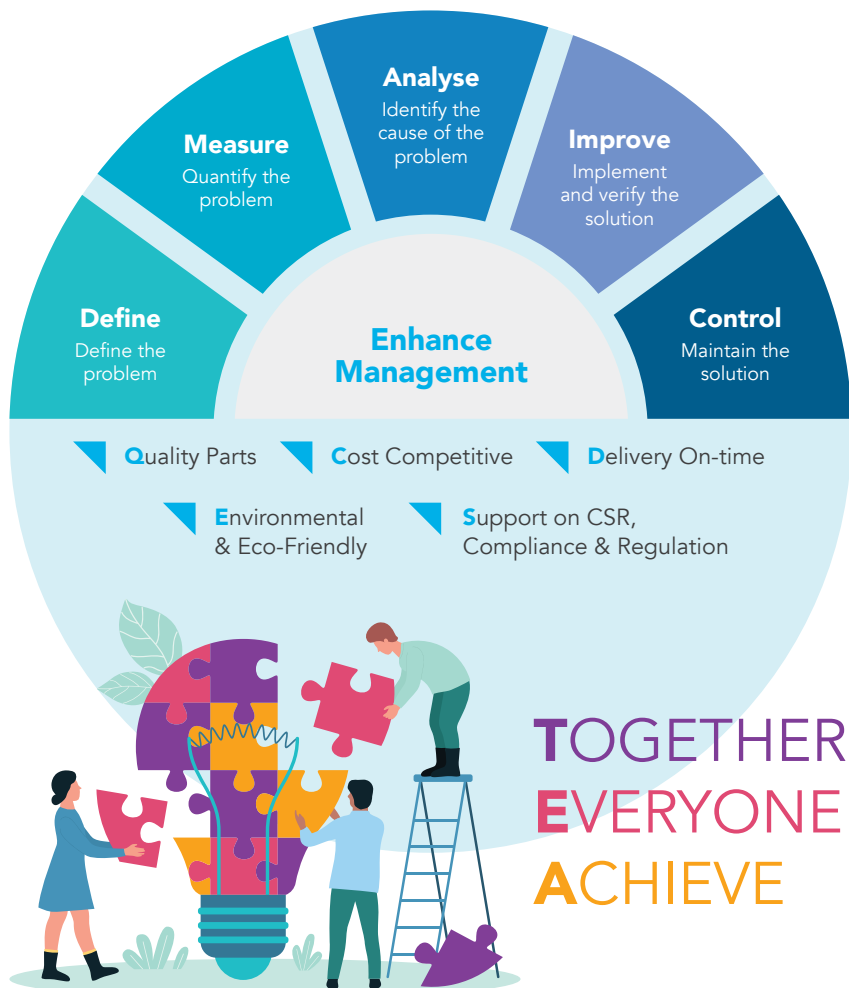 Analyse
Identify the
cause of the
problem
Measure
Quantify the
problem
Improve
Implement
and verify the
solution
Define
Define the
problem
Control
Maintain the
solution
Enhance
Management
Quality Parts
Cost Competitive
Delivery On-time
Environmental
& Eco-Friendly
Support on CSR,
Compliance & Regulation
TOGETHER
EVERYONE
ACHIEVE